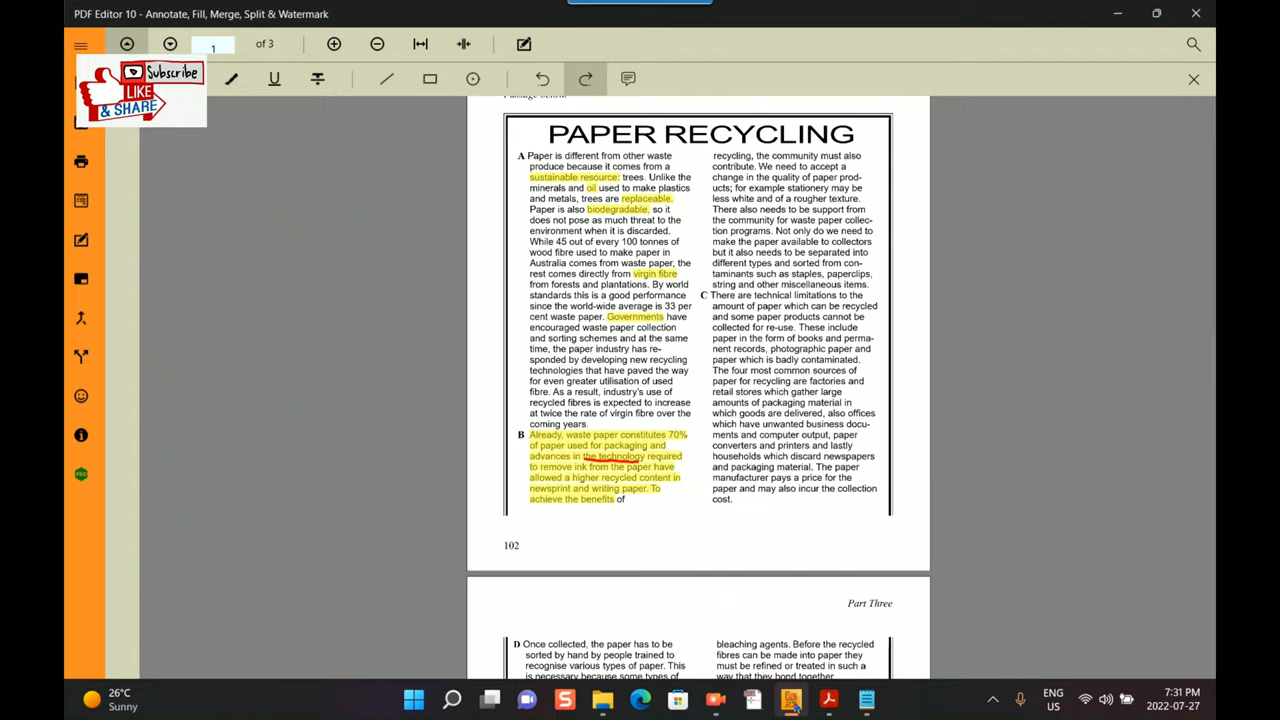 PDF Editor 10 - Annotate, Fill, Merge, Split & Watermark
1
of 3
Subscribe
LIKE
& SHARE
Passage below
PAPER RECYCLING
A Paper is different from other waste
produce because it comes from a
sustainable resource: trees. Unlike the
minerals and oil used to make plastics
and metals, trees are replaceable.
Paper is also biodegradable, so it
does not pose as much threat to the
environment when it is discarded.
While 45 out of every 100 tonnes of
wood fibre used to make paper in
Australia comes from waste paper, the
rest comes directly from virgin fibre
from forests and plantations. By world
standards this is a good performance
since the world-wide average is 33 per
cent waste paper. Governments have
encouraged waste paper collection
and sorting schemes and at the same
time, the paper industry has re-
sponded by developing new recycling
technologies that have paved the way
for even greater utilisation of used
fibre. As a result, industry's use of
recycled fibres is expected to increase
at twice the rate of virgin fibre over the
coming years.
B Already, waste paper constitutes 70%
of paper used for packaging and
advances in the technology required
to remove ink from the paper have
allowed a higher recycled content in
newsprint and writing paper. To
achieve the benefits of
recycling, the community must also
contribute. We need to accept a
change in the quality of paper prod-
ucts; for example stationery may be
less white and of a rougher texture.
There also needs to be support from
the community for waste paper collec-
tion programs. Not only do we need to
make the paper available to collectors
but it also needs to be separated into
different types and sorted from con-
taminants such as staples, paperclips,
string and other miscellaneous items.
C There are technical limitations to the
amount of paper which can be recycled
and some paper products cannot be
collected for re-use. These include
paper in the form of books and perma-
nent records, photographic paper and
paper which is badly contaminated.
The four most common sources of
paper for recycling are factories and
retail stores which gather large
amounts of packaging material in
which goods are delivered, also offices
which have unwanted business docu-
ments and computer output, paper
converters and printers and lastly
households which discard newspapers
and packaging material. The paper
manufacturer pays a price for the
paper and may also incur the collection
cost.
102
Part Three
D Once collected, the paper has to be
sorted by hand by people trained to
recognise various types of paper. This
is necessary because some types of
bleaching agents. Before the recycled
fibres can be made into paper they
must be refined or treated in such a
way that they bond together.
PRO
26°C
Sunny
ENG
US
7:31 PM
2022-07-27